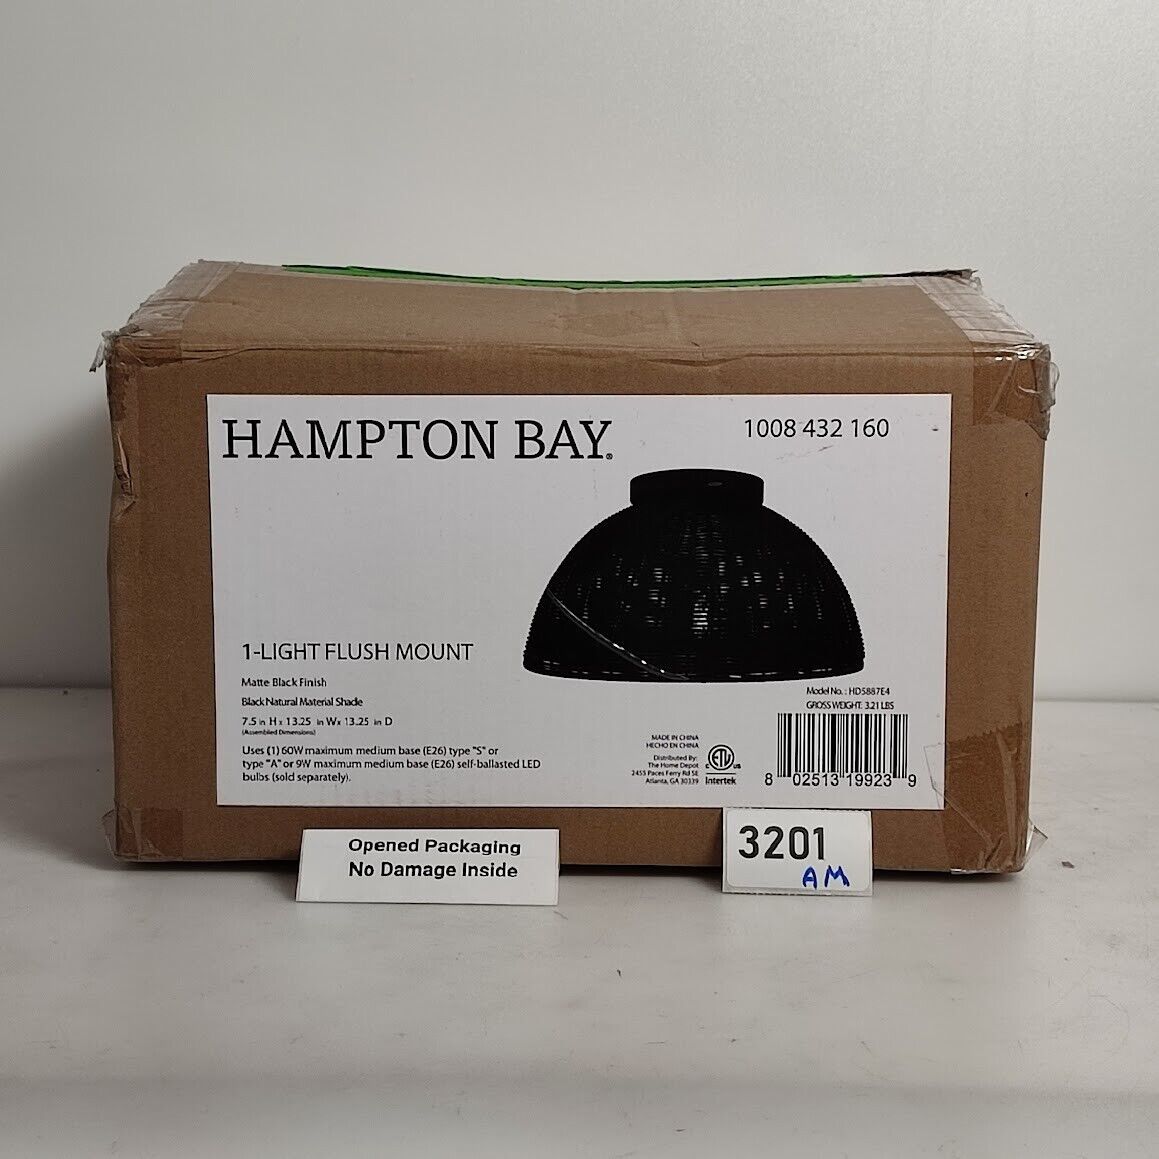 HAMPTON BAY®
1008 432 160
1-LIGHT FLUSH MOUNT
Matte Black Finish
Black Natural Material Shade
7.5 in H x 13.25 in W x 13.25 in D
(Assembled Dimensions)
Uses (1) 60W maximum medium base (E26) type "S" or
type "A" or 9W maximum medium base (E26) self-ballasted LED
bulbs (sold separately).
MADE IN CHINA
HECHO EN CHINA
Distributed By:
The Home Depot
2455 Paces Ferry Rd SE
Atlanta, GA 30339
c ETL us
Intertek
Model No.: HD5887E4
GROSS WEIGHT: 3.21 LBS
8 02513 19923 9
Opened Packaging
No Damage Inside
3201
AM